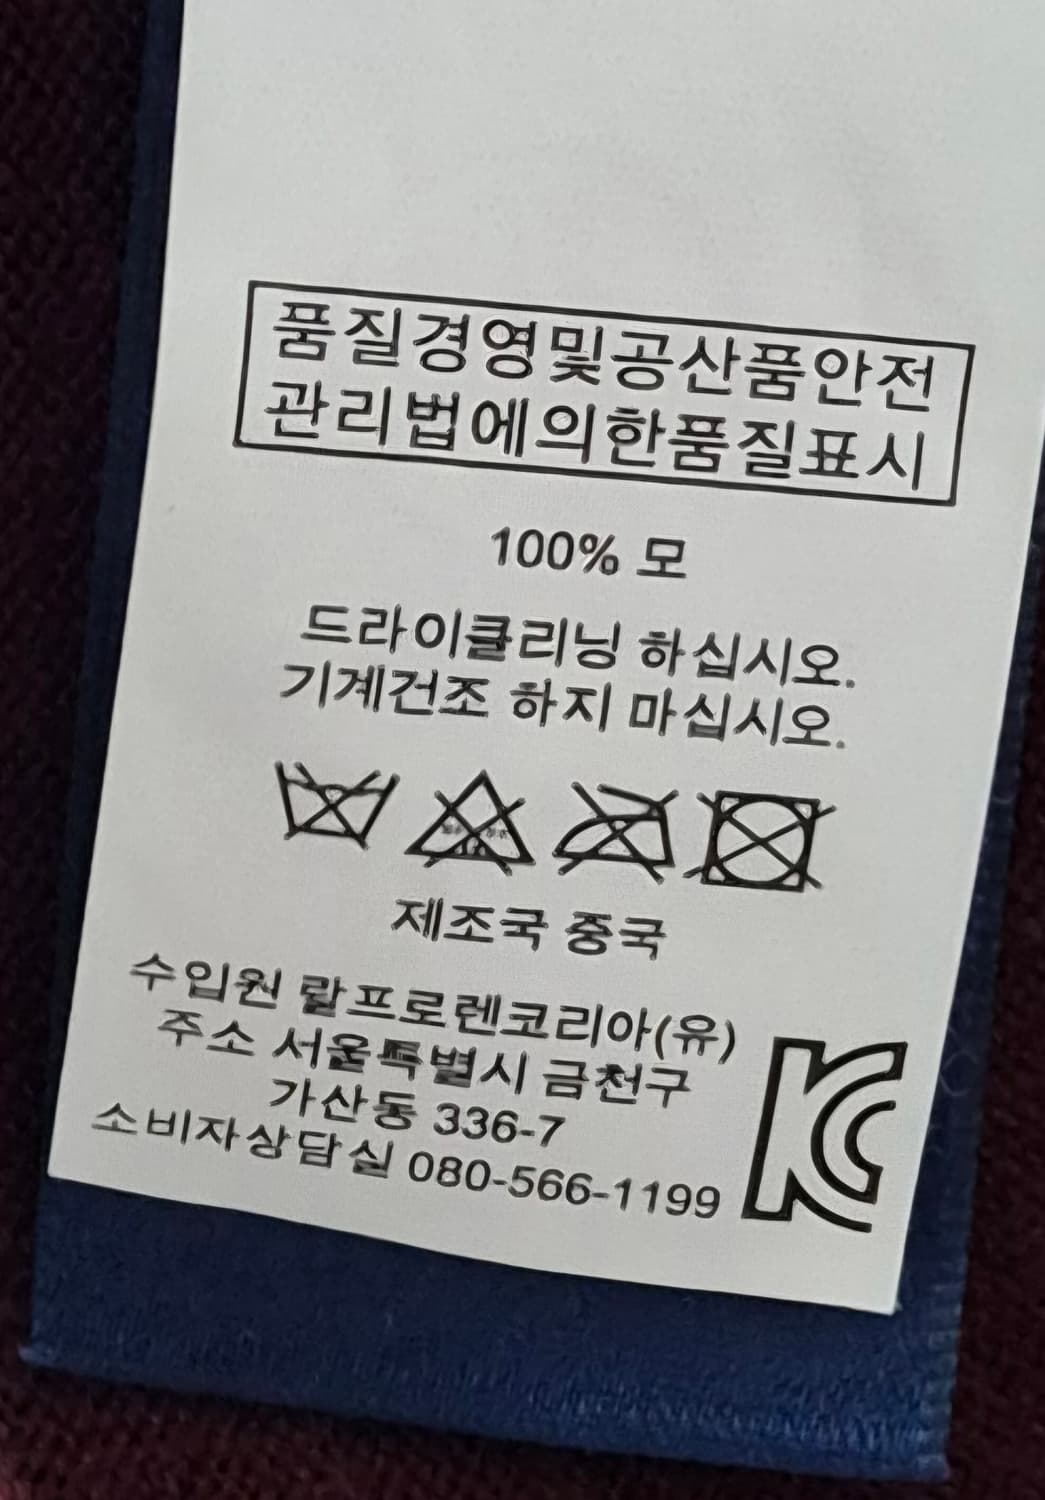 품질경영및공산품안전
관리법에의한품질표시
100% 모
드라이클리닝 하십시오.
기계건조 하지 마십시오.
제조국 중국
수입원 랄프로렌코리아(유)
주소 서울특별시 금천구
가산동 336-7
소비자상담실 080-566-1199
KC